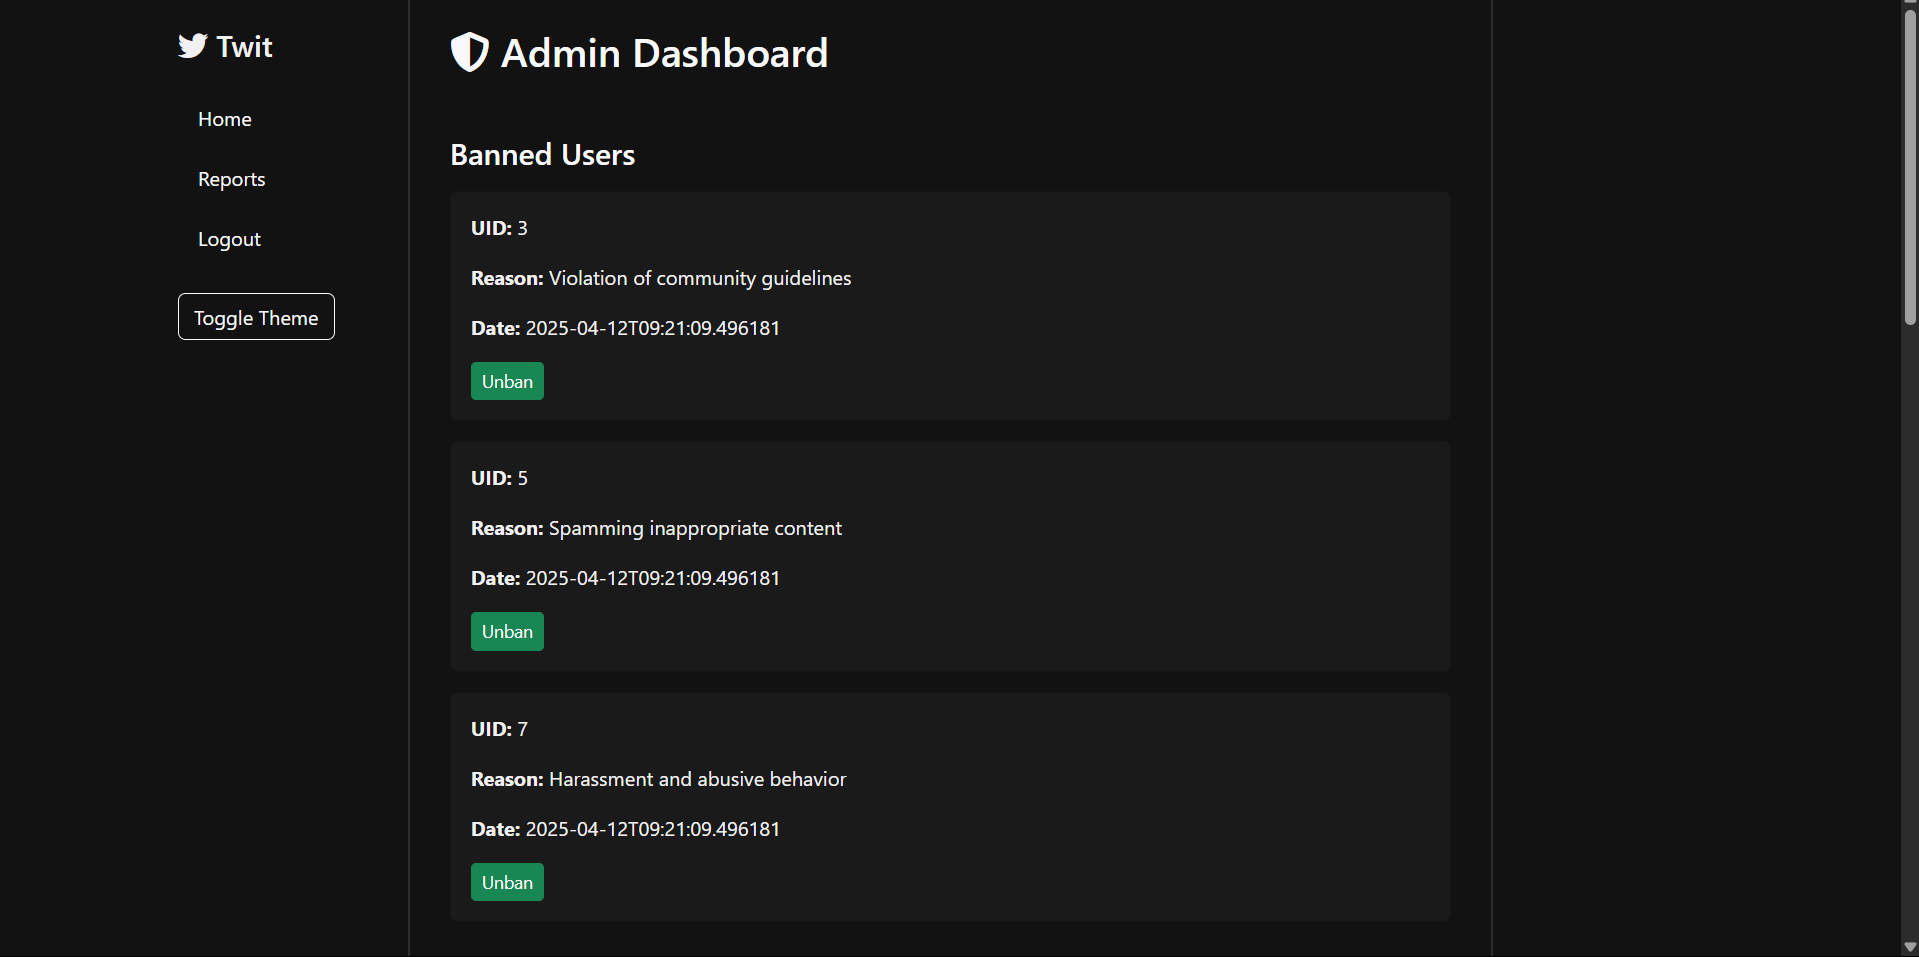 Twit
Home
Reports
Logout
Toggle Theme
Admin Dashboard
Banned Users
UID: 3
Reason: Violation of community guidelines
Date: 2025-04-12T09:21:09.496181
Unban
UID: 5
Reason: Spamming inappropriate content
Date: 2025-04-12T09:21:09.496181
Unban
UID: 7
Reason: Harassment and abusive behavior
Date: 2025-04-12T09:21:09.496181
Unban